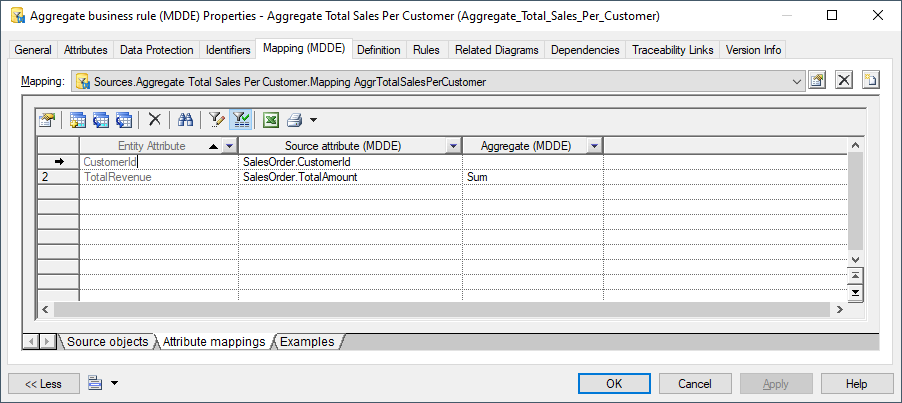 Aggregate business rule (MDDE) Properties - Aggregate Total Sales Per Customer (Aggregate_Total_Sales_Per_Customer)
General Attributes Data Protection Identifiers Mapping (MDDE) Definition Rules Related Diagrams Dependencies Traceability Links Version Info
Mapping: Sources.Aggregate Total Sales Per Customer.Mapping AggrTotalSalesPerCustomer
Entity Attribute Source attribute (MDDE) Aggregate (MDDE)
CustomerId SalesOrder.CustomerId
2 TotalRevenue SalesOrder.TotalAmount Sum
Source objects Attribute mappings Examples
<< Less OK Cancel Apply Help